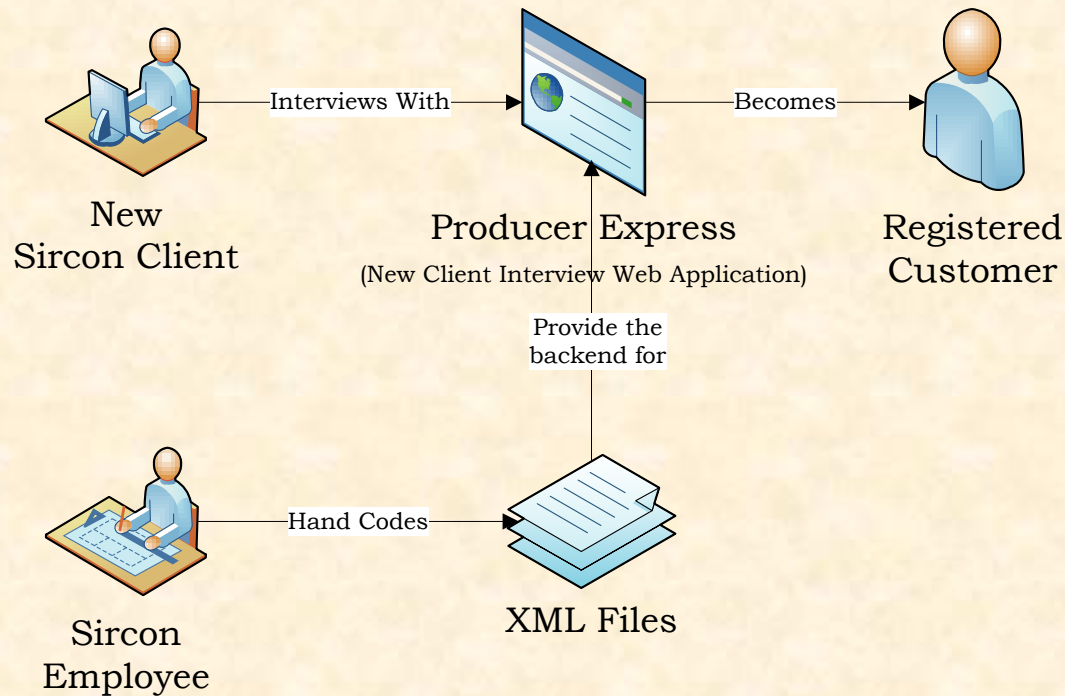 Interviews With
Becomes
New
Sircon Client
Producer Express
(New Client Interview Web Application)
Registered
Customer
Provide the
backend for
Hand Codes
Sircon
Employee
XML Files